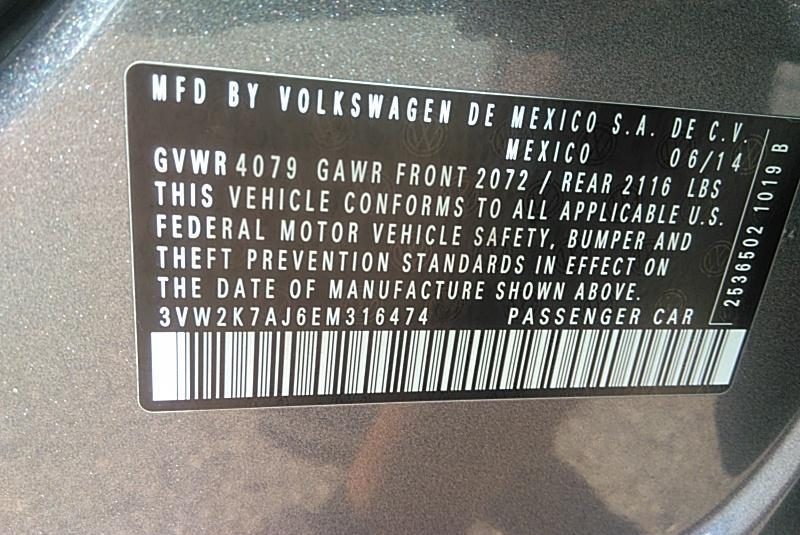 MFD BY VOLKSWAGEN DE MEXICO S.A. DE C.V.
MEXICO 06/14
GVWR 4079 GAWR FRONT 2072 / REAR 2116 LBS
THIS VEHICLE CONFORMS TO ALL APPLICABLE U.S.
FEDERAL MOTOR VEHICLE SAFETY, BUMPER AND
THEFT PREVENTION STANDARDS IN EFFECT ON
THE DATE OF MANUFACTURE SHOWN ABOVE.
3VW2K7AJ6EM316474 PASSENGER CAR
2536502 1019 B